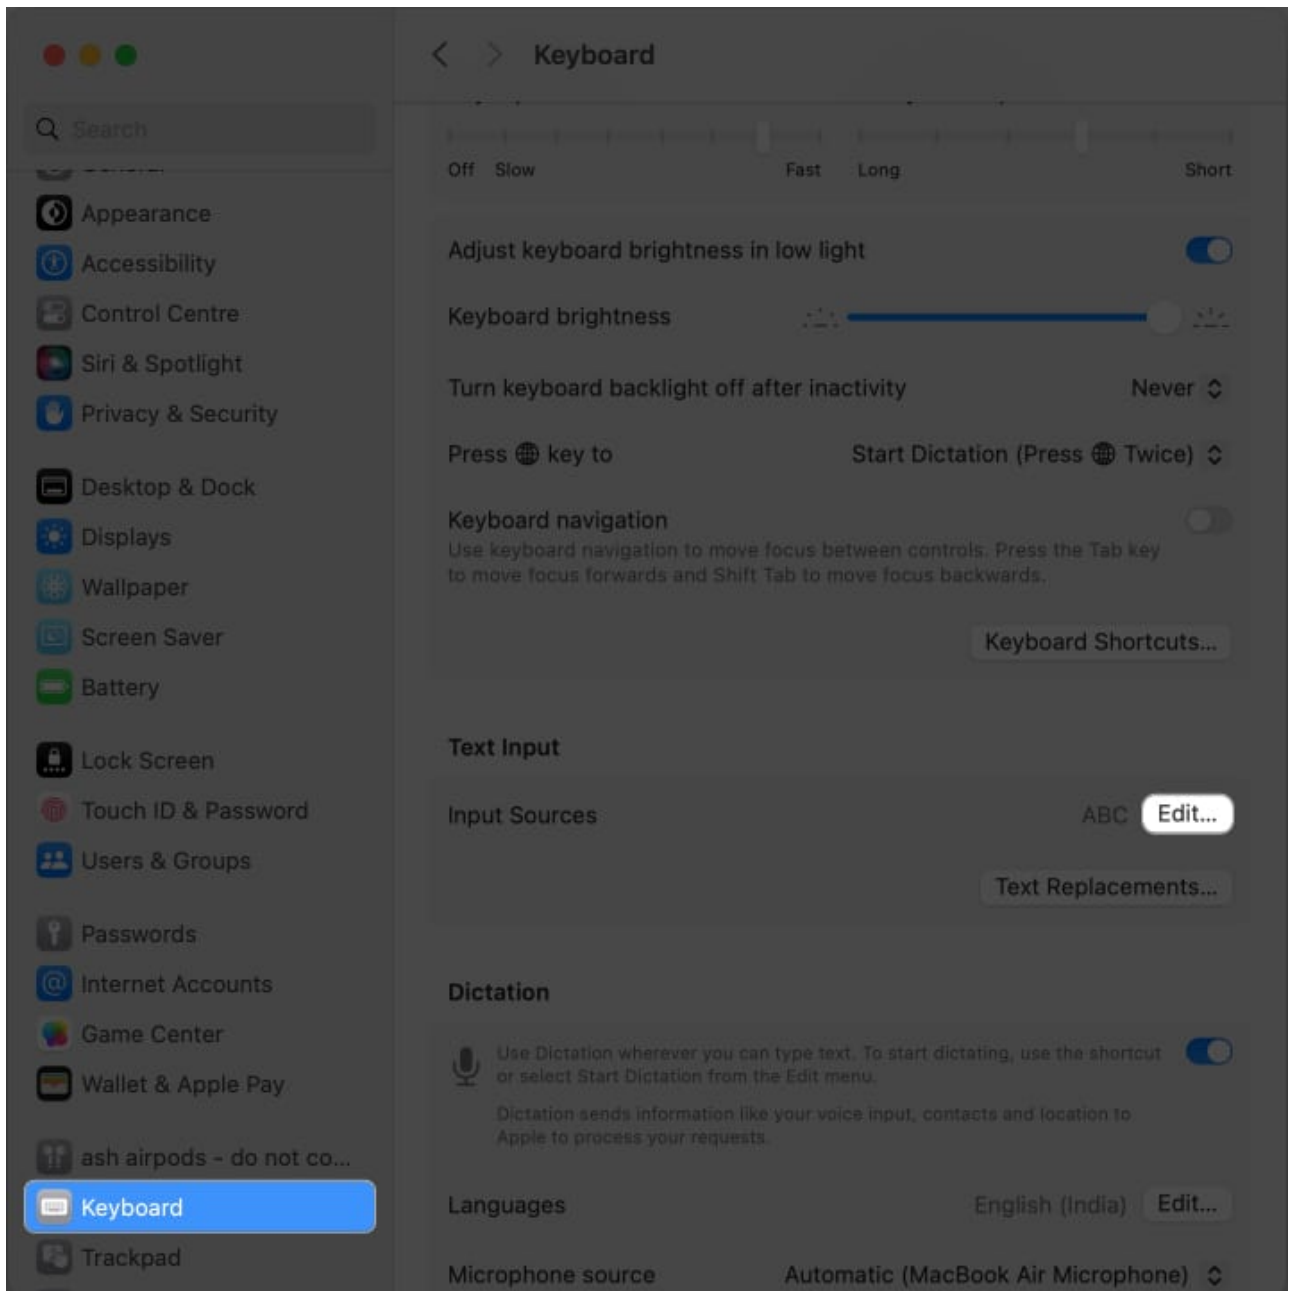 Keyboard
Search
General
Appearance
Accessibility
Control Centre
Siri & Spotlight
Privacy & Security
Desktop & Dock
Displays
Wallpaper
Screen Saver
Battery
Lock Screen
Touch ID & Password
Users & Groups
Passwords
Internet Accounts
Game Center
Wallet & Apple Pay
ash airpods - do not co...
Keyboard
Trackpad
Off Slow Fast Long Short
Adjust keyboard brightness in low light
Keyboard brightness
Turn keyboard backlight off after inactivity Never
Press 🌐 key to Start Dictation (Press 🌐 Twice)
Keyboard navigation
Use keyboard navigation to move focus between controls. Press the Tab key
to move focus forwards and Shift Tab to move focus backwards.
Keyboard Shortcuts...
Text Input
Input Sources ABC Edit...
Text Replacements...
Dictation
Use Dictation wherever you can type text. To start dictating, use the shortcut
or select Start Dictation from the Edit menu.
Dictation sends information like your voice input, contacts and location to
Apple to process your requests.
Languages English (India) Edit...
Microphone source Automatic (MacBook Air Microphone)